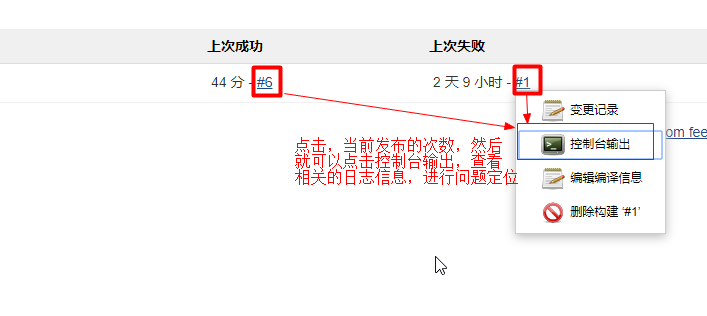 上次成功 上次失败
44 分 - #6 2 天 9 小时 - #1
变更记录
om fee
控制台输出
编辑编译信息
删除构建 ‘#1’
点击，当前发布的次数，然后
就可以点击控制台输出，查看
相关的日志信息，进行问题定位